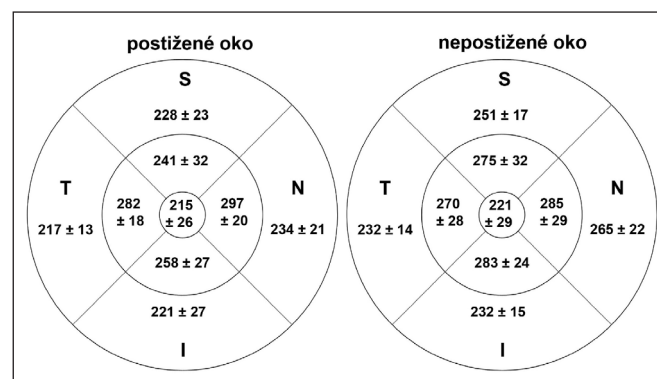 postižené oko
S
228 ± 23
241 ± 32
T
217 ± 13
282
± 18
215
± 26
297
± 20
N
234 ± 21
258 ± 27
221 ± 27
I
nepostižené oko
S
251 ± 17
275 ± 32
T
232 ± 14
270
± 28
221
± 29
285
± 29
N
265 ± 22
283 ± 24
232 ± 15
I